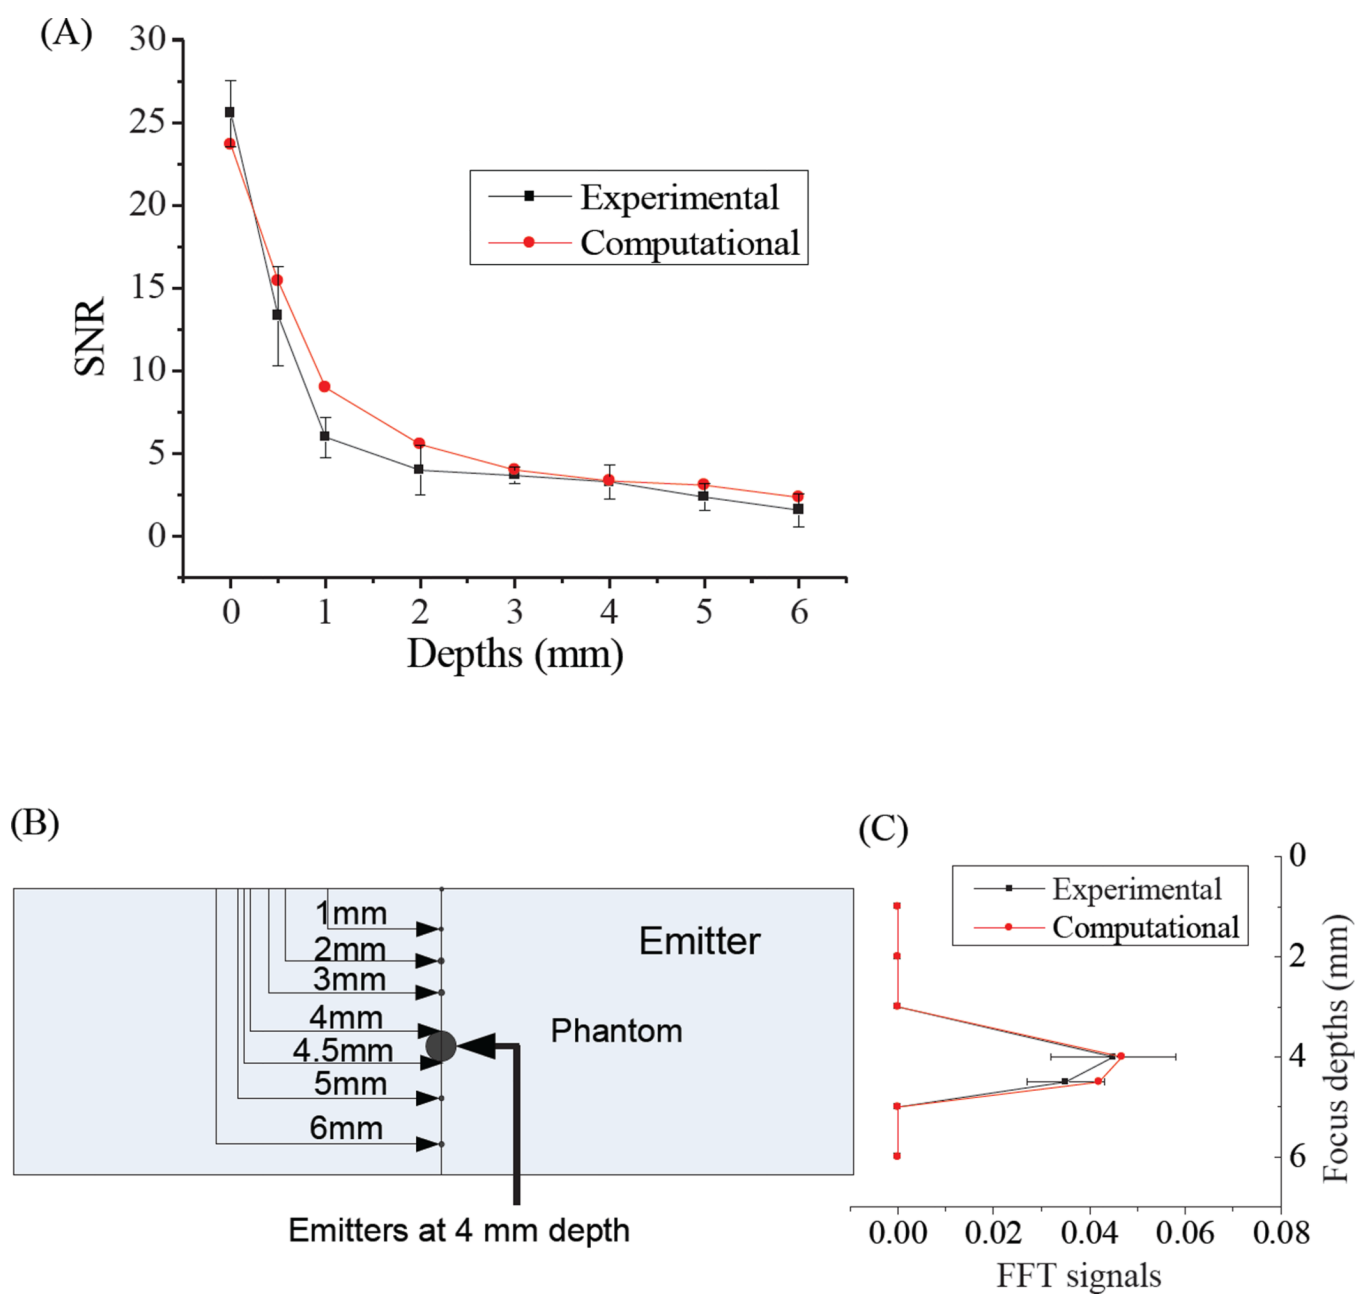 (A)
30
25
20
15
10
5
0
SNR
Experimental
Computational
0 1 2 3 4 5 6
Depths (mm)
(B)
1mm
2mm
3mm
4mm
4.5mm
5mm
6mm
Emitter
Phantom
Emitters at 4 mm depth
(C)
Experimental
Computational
0
2
4
6
Focus depths (mm)
0.00 0.02 0.04 0.06 0.08
FFT signals